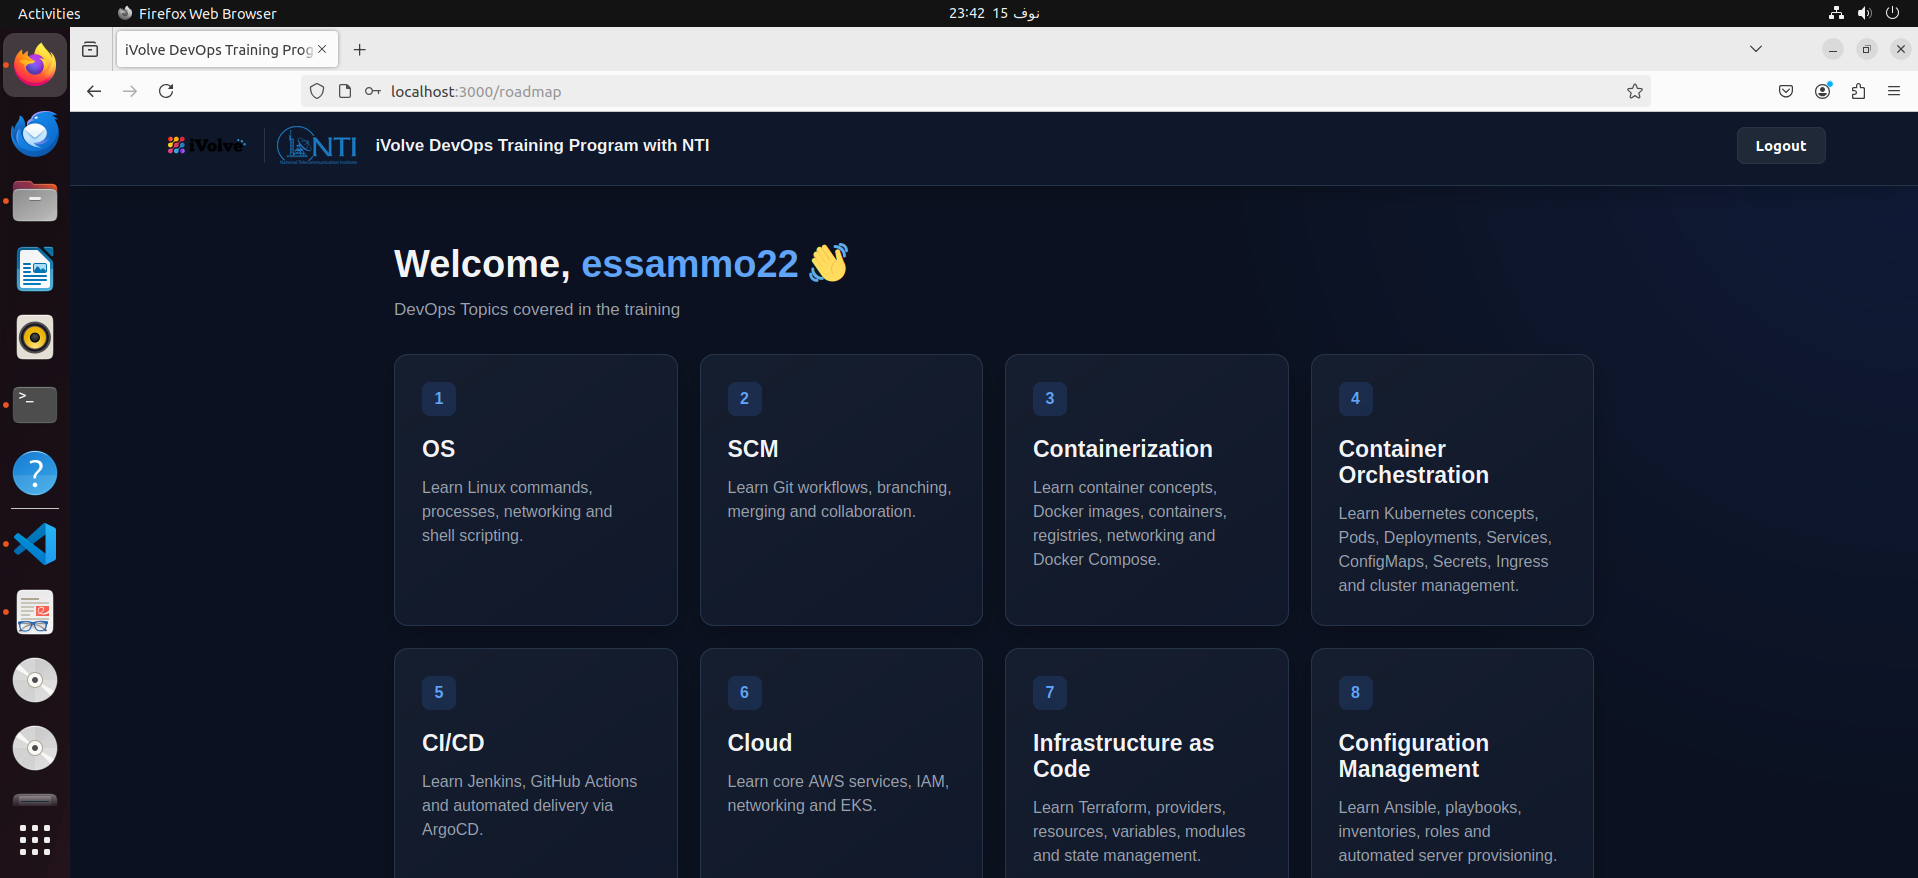 Activities
Firefox Web Browser
23:42 15 نوف
iVolve DevOps Training Prog
localhost:3000/roadmap
iVolve
NTI
National Telecommunication Institute
iVolve DevOps Training Program with NTI
Logout
Welcome, essammo22 👋
DevOps Topics covered in the training
1
OS
Learn Linux commands,
processes, networking and
shell scripting.
2
SCM
Learn Git workflows, branching,
merging and collaboration.
3
Containerization
Learn container concepts,
Docker images, containers,
registries, networking and
Docker Compose.
4
Container
Orchestration
Learn Kubernetes concepts,
Pods, Deployments, Services,
ConfigMaps, Secrets, Ingress
and cluster management.
5
CI/CD
Learn Jenkins, GitHub Actions
and automated delivery via
ArgoCD.
6
Cloud
Learn core AWS services, IAM,
networking and EKS.
7
Infrastructure as
Code
Learn Terraform, providers,
resources, variables, modules
and state management.
8
Configuration
Management
Learn Ansible, playbooks,
inventories, roles and
automated server provisioning.